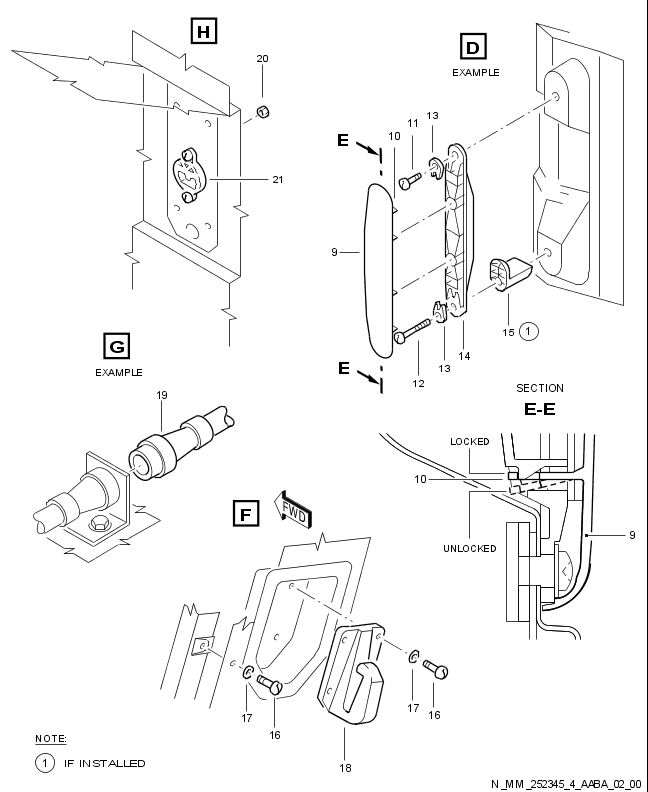 H
20
21
D
EXAMPLE
E
10
11
13
9
15 1
14
13
12
E
G
EXAMPLE
19
SECTION
E-E
LOCKED
10
UNLOCKED
9
F
FWD
17
16
17
16
18
NOTE:
1 IF INSTALLED
N_MM_252345_4_AABA_02_00